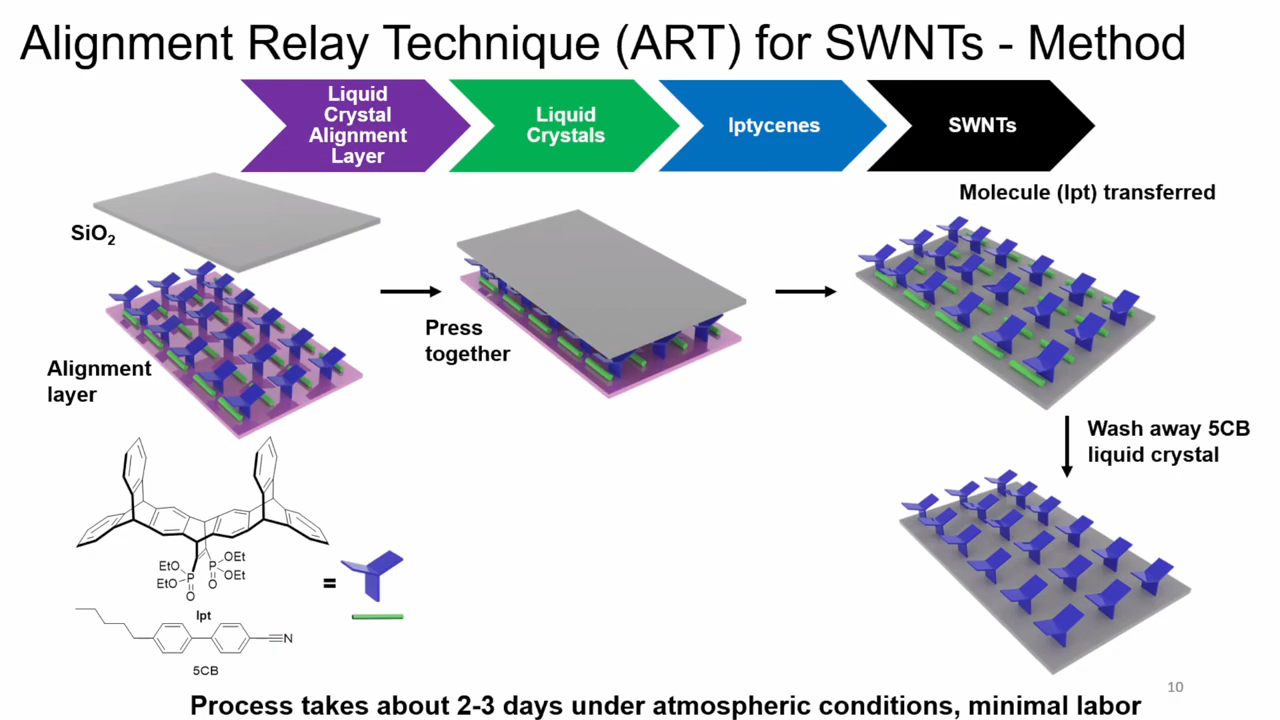 Alignment Relay Technique (ART) for SWNTs - Method
Liquid
Crystal
Alignment
Layer
Liquid
Crystals
Iptycenes
SWNTs
SiO₂
Alignment
layer
Press
together
Molecule (Ipt) transferred
Wash away 5CB
liquid crystal
EtO
OEt
EtO
P
P
OEt
O
O
=
Ipt
N
5CB
10
Process takes about 2-3 days under atmospheric conditions, minimal labor